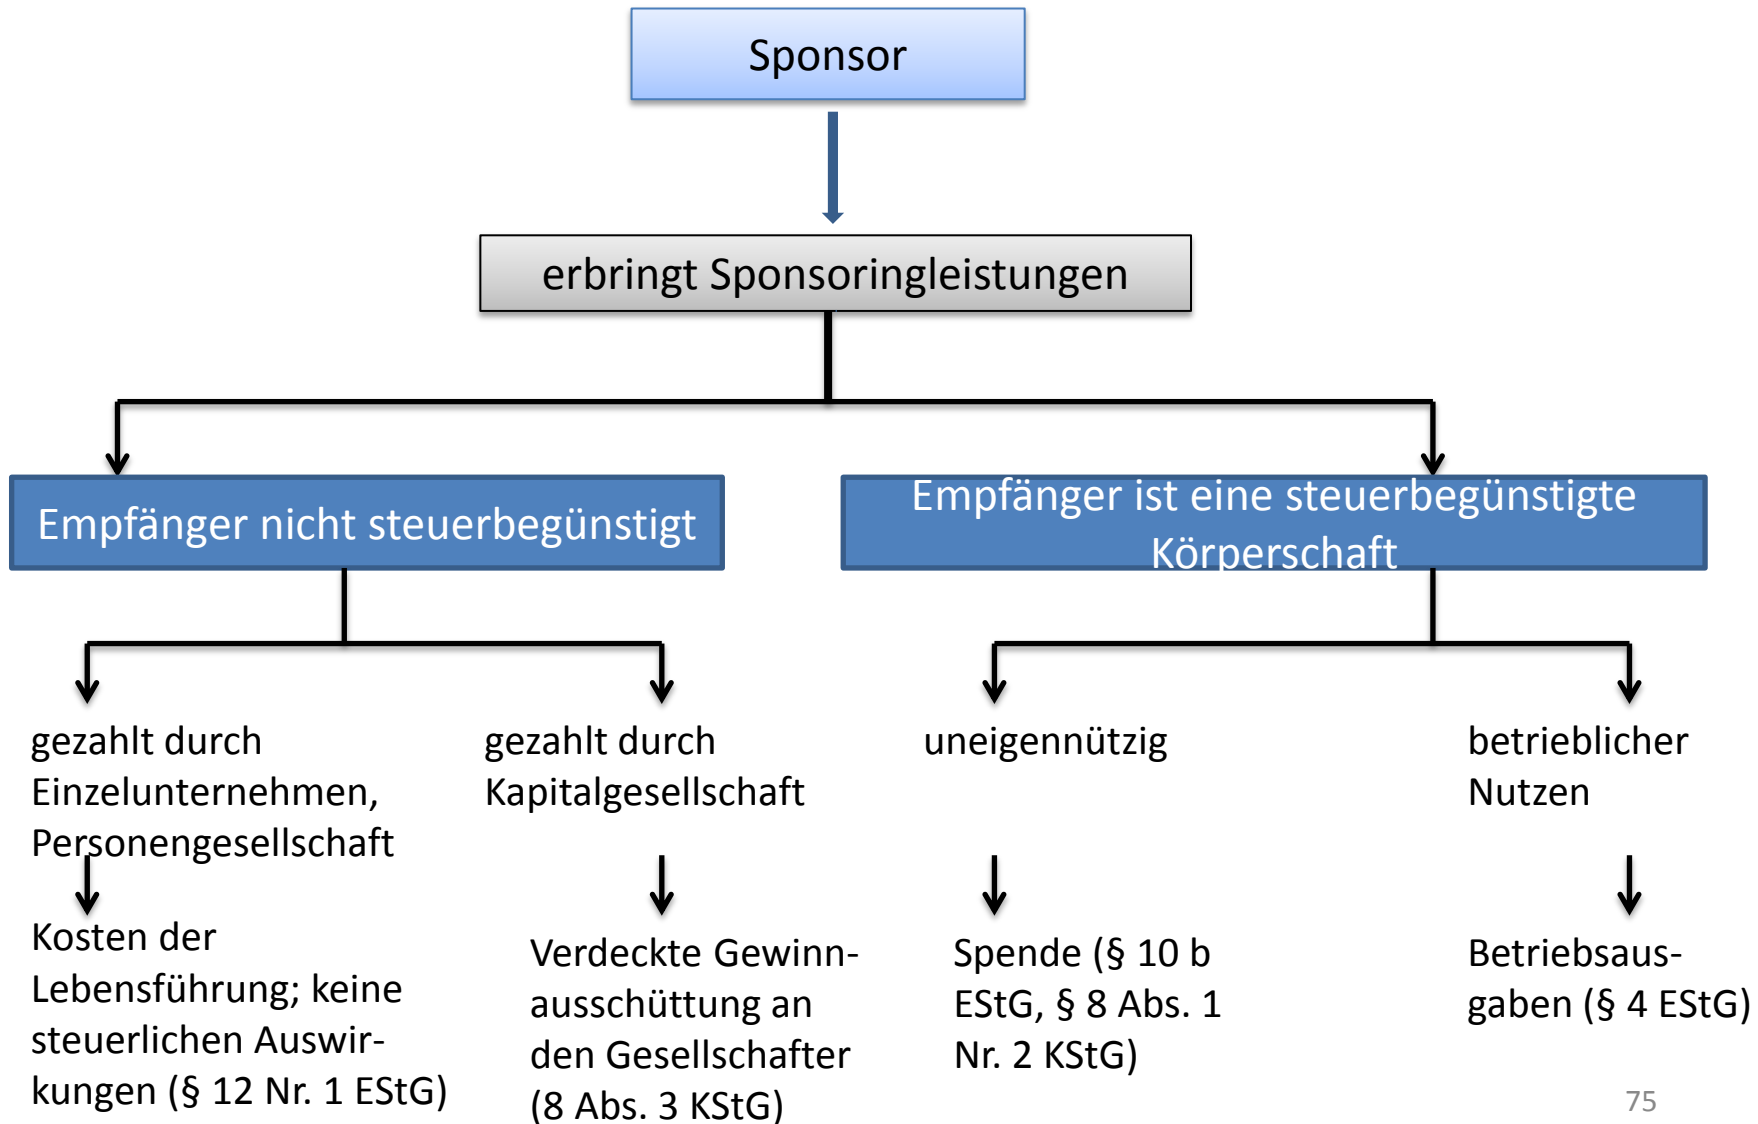 Sponsor
erbringt Sponsoringleistungen
Empfänger nicht steuerbegünstigt
Empfänger ist eine steuerbegünstigte
Körperschaft
gezahlt durch
Einzelunternehmen,
Personengesellschaft
gezahlt durch
Kapitalgesellschaft
uneigennützig
betrieblicher
Nutzen
Kosten der
Lebensführung; keine
steuerlichen Auswir-
kungen (§ 12 Nr. 1 EStG)
Verdeckte Gewinn-
ausschüttung an
den Gesellschafter
(8 Abs. 3 KStG)
Spende (§ 10 b
EStG, § 8 Abs. 1
Nr. 2 KStG)
Betriebsaus-
gaben (§ 4 EStG)
75